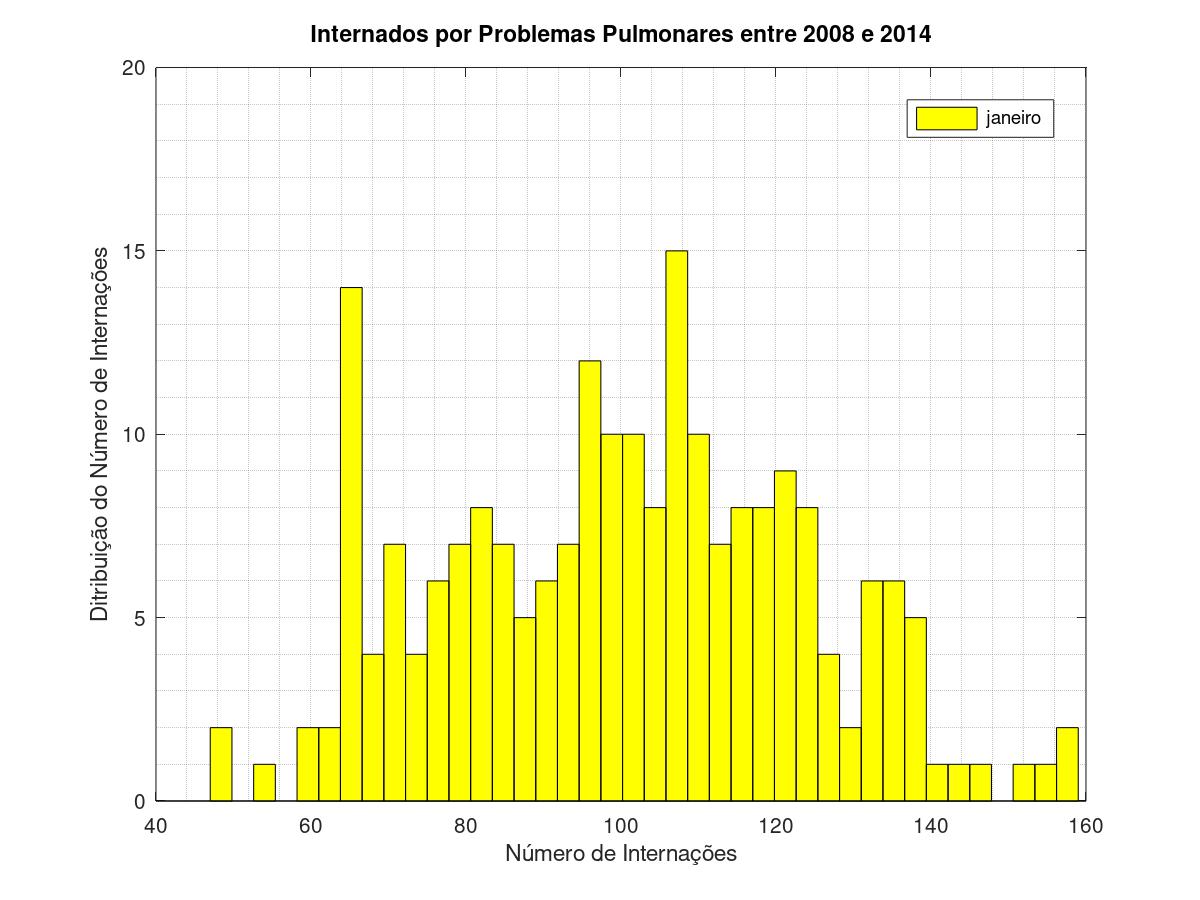 Internados por Problemas Pulmonares entre 2008 e 2014
janeiro
Ditribuição do Número de Internações
20
15
10
5
0
40 60 80 100 120 140 160
Número de Internações